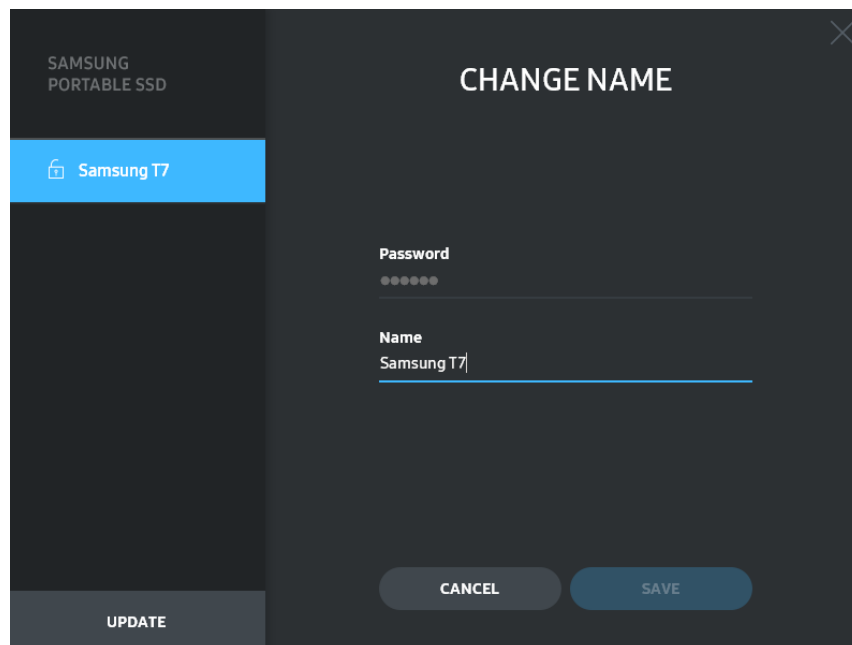 SAMSUNG
PORTABLE SSD
Samsung T7
UPDATE
CHANGE NAME
Password
●●●●●●
Name
Samsung T7
CANCEL
SAVE